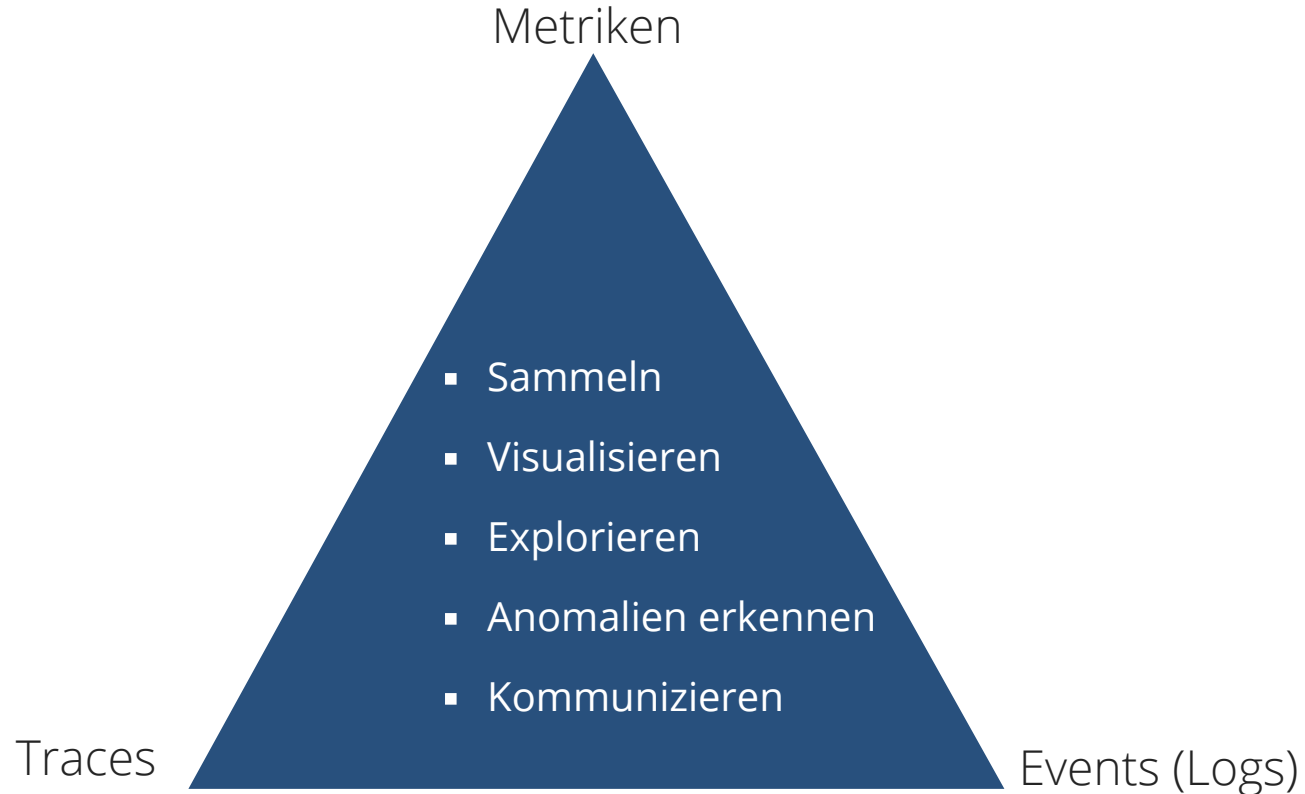 Metriken
▪ Sammeln
▪ Visualisieren
▪ Explorieren
▪ Anomalien erkennen
▪ Kommunizieren
Traces
Events (Logs)